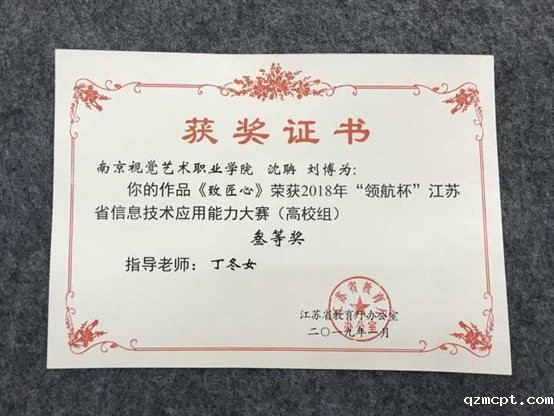 获奖证书
南京视觉艺术职业学院 沈聃 刘博为:
你的作品《致匠心》荣获2018年“领航杯”江苏
省信息技术应用能力大赛（高校组）
叁等奖
指导老师: 丁冬女
江苏省教育厅办公室
二〇一九年一月
qzmcpt.com